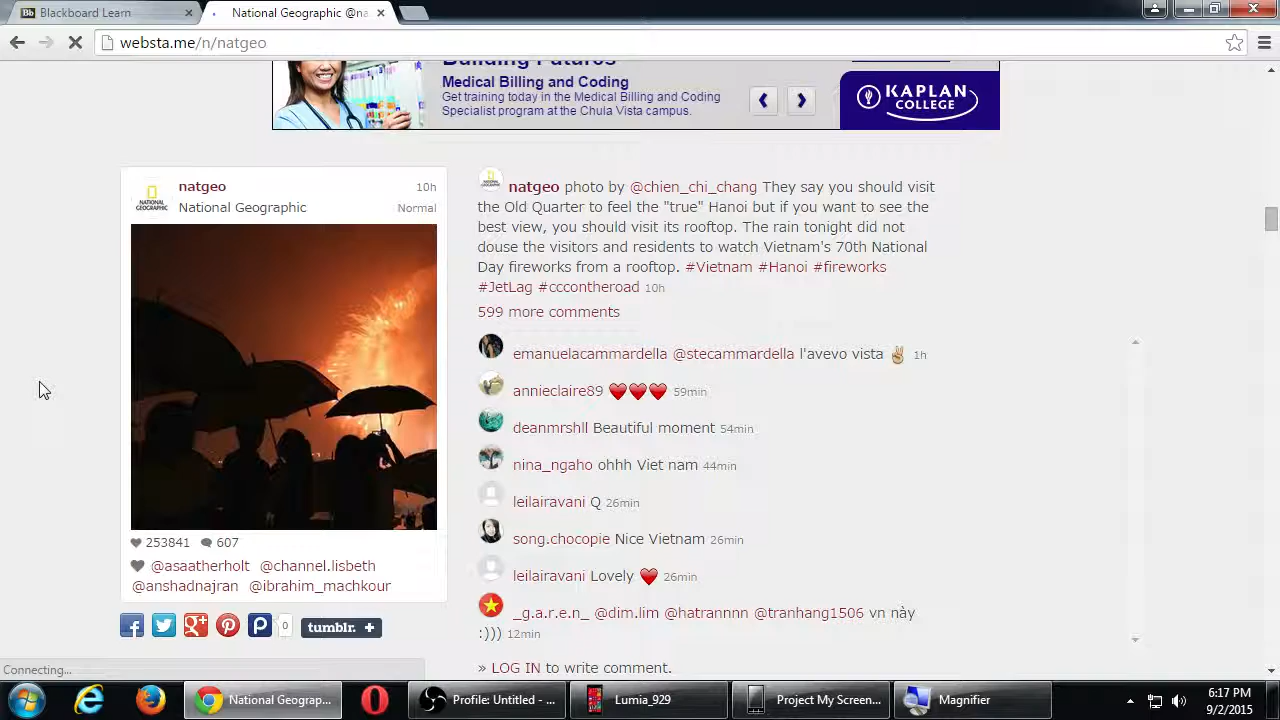 Blackboard Learn
National Geographic @na
websta.me/n/natgeo
Building Futures
Medical Billing and Coding
Get training today in the Medical Billing and Coding
Specialist program at the Chula Vista campus.
KAPLAN
COLLEGE
natgeo 10h
National Geographic Normal
NATIONAL
GEOGRAPHIC
253841 607
@asaatherholt @channel.lisbeth
@anshadnajran @ibrahim_machkour
0 tumblr. +
natgeo photo by @chien_chi_chang They say you should visit
the Old Quarter to feel the "true" Hanoi but if you want to see the
best view, you should visit its rooftop. The rain tonight did not
douse the visitors and residents to watch Vietnam's 70th National
Day fireworks from a rooftop. #Vietnam #Hanoi #fireworks
#JetLag #cccontheroad 10h
599 more comments
emanuelacammardella @stecammardella l'avevo vista ✌ 1h
annieclaire89 ❤❤❤ 59min
deanmrshll Beautiful moment 54min
nina_ngaho ohhh Viet nam 44min
leilairavani Q 26min
song.chocopie Nice Vietnam 26min
leilairavani Lovely ❤ 26min
_g.a.r.e.n_ @dim.lim @hatrannnn @tranhang1506 vn này
:))) 12min
» LOG IN to write comment.
Connecting...
National Geograp...
Profile: Untitled - ...
Lumia_929
Project My Screen...
Magnifier
6:17 PM
9/2/2015